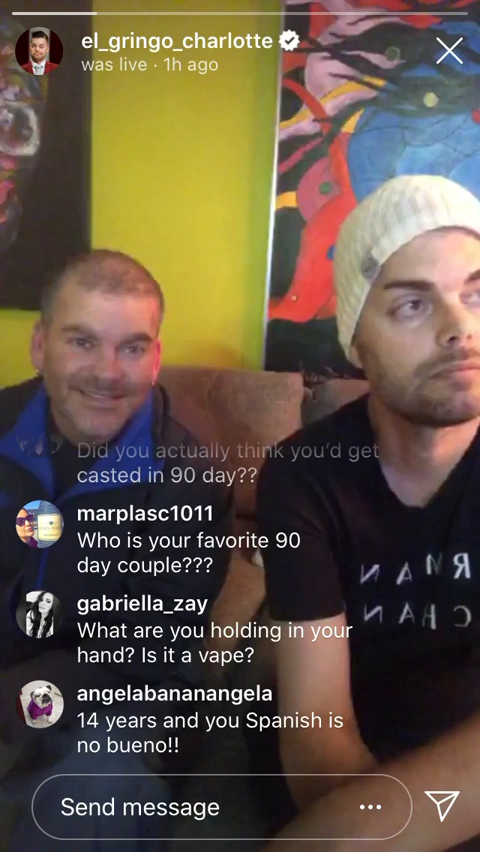 el_gringo_charlotte
was live · 1h ago
Did you actually think you'd get
casted in 90 day??
marplasc1011
Who is your favorite 90
day couple???
gabriella_zay
What are you holding in your
hand? Is it a vape?
angelabananangela
14 years and you Spanish is
no bueno!!
Send message